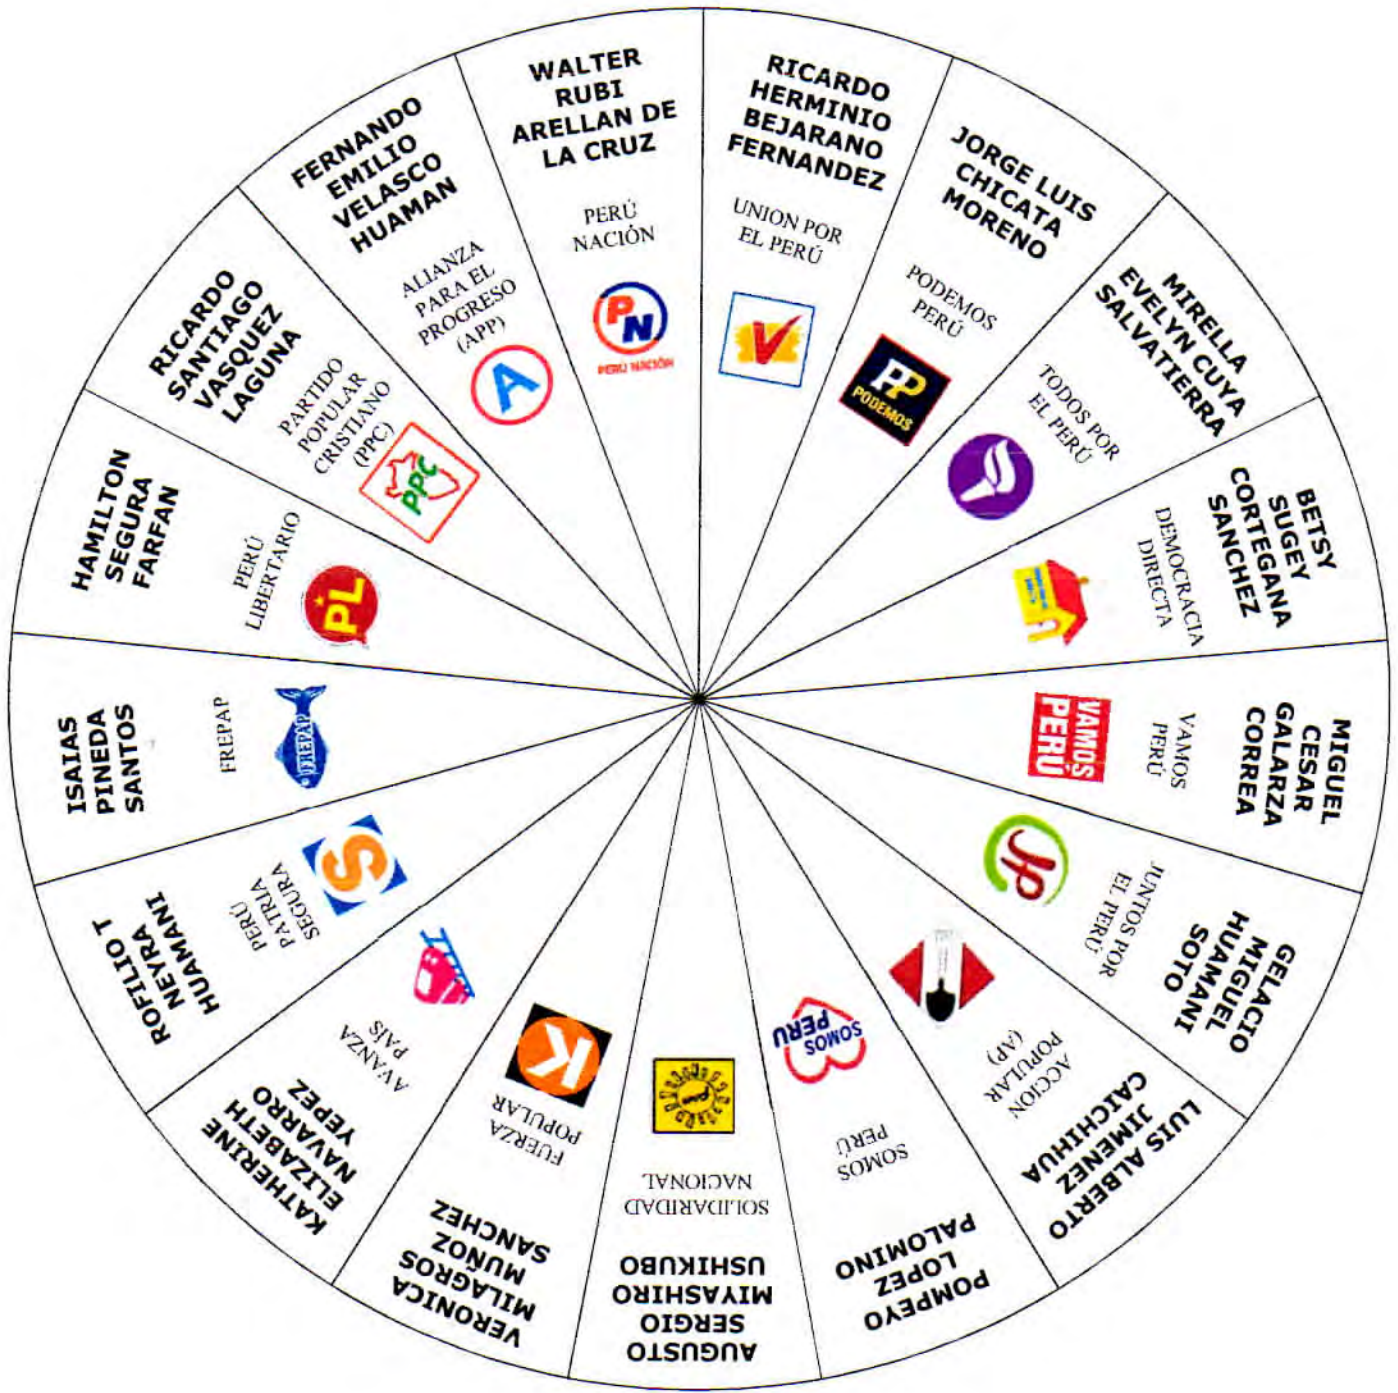 RICARDO
HERMINIO
BEJARANO
FERNANDEZ
UNION POR
EL PERÚ
JORGE LUIS
CHICATA
MORENO
PODEMOS
PERÚ
PP
PODEMOS
MIRELLA
EVELYN CUYA
SALVATIERRA
TODOS POR
EL PERÚ
BETSY
SUGEY
CORTEGANA
SANCHEZ
DEMOCRACIA
DIRECTA
MIGUEL
CESAR
GALARZA
CORREA
VAMOS
PERÚ
VAMOS
PERÚ
GELACIO
MIGUEL
HUAMANI
SOTO
JUNTOS POR
EL PERÚ
JP
LUIS ALBERTO
JIMENEZ
CAICHIHUA
ACCION
POPULAR
(AP)
POMPEYO
LOPEZ
PALOMINO
SOMOS
PERÚ
SOMOS
PERU
AUGUSTO
SERGIO
MIYASHIRO
USHIKUBO
SOLIDARIDAD
NACIONAL
VERONICA
MILAGROS
MUÑOZ
SANCHEZ
FUERZA
POPULAR
K
KATHERINE
ELIZABETH
NAVARRO
YEPEZ
AVANZA
PAÍS
ROFILIO T
NEYRA
HUAMANI
PERÚ
PATRIA
SEGURA
S
ISAIAS
PINEDA
SANTOS
FREPAP
FREPAP
HAMILTON
SEGURA
FARFAN
PERÚ
LIBERTARIO
PL
RICARDO
SANTIAGO
VASQUEZ
LAGUNA
PARTIDO
POPULAR
CRISTIANO
(PPC)
PPC
FERNANDO
EMILIO
VELASCO
HUAMAN
ALIANZA
PARA EL
PROGRESO
(APP)
A
WALTER
RUBI
ARELLAN DE
LA CRUZ
PERÚ
NACIÓN
PN
PERU NACIÓN